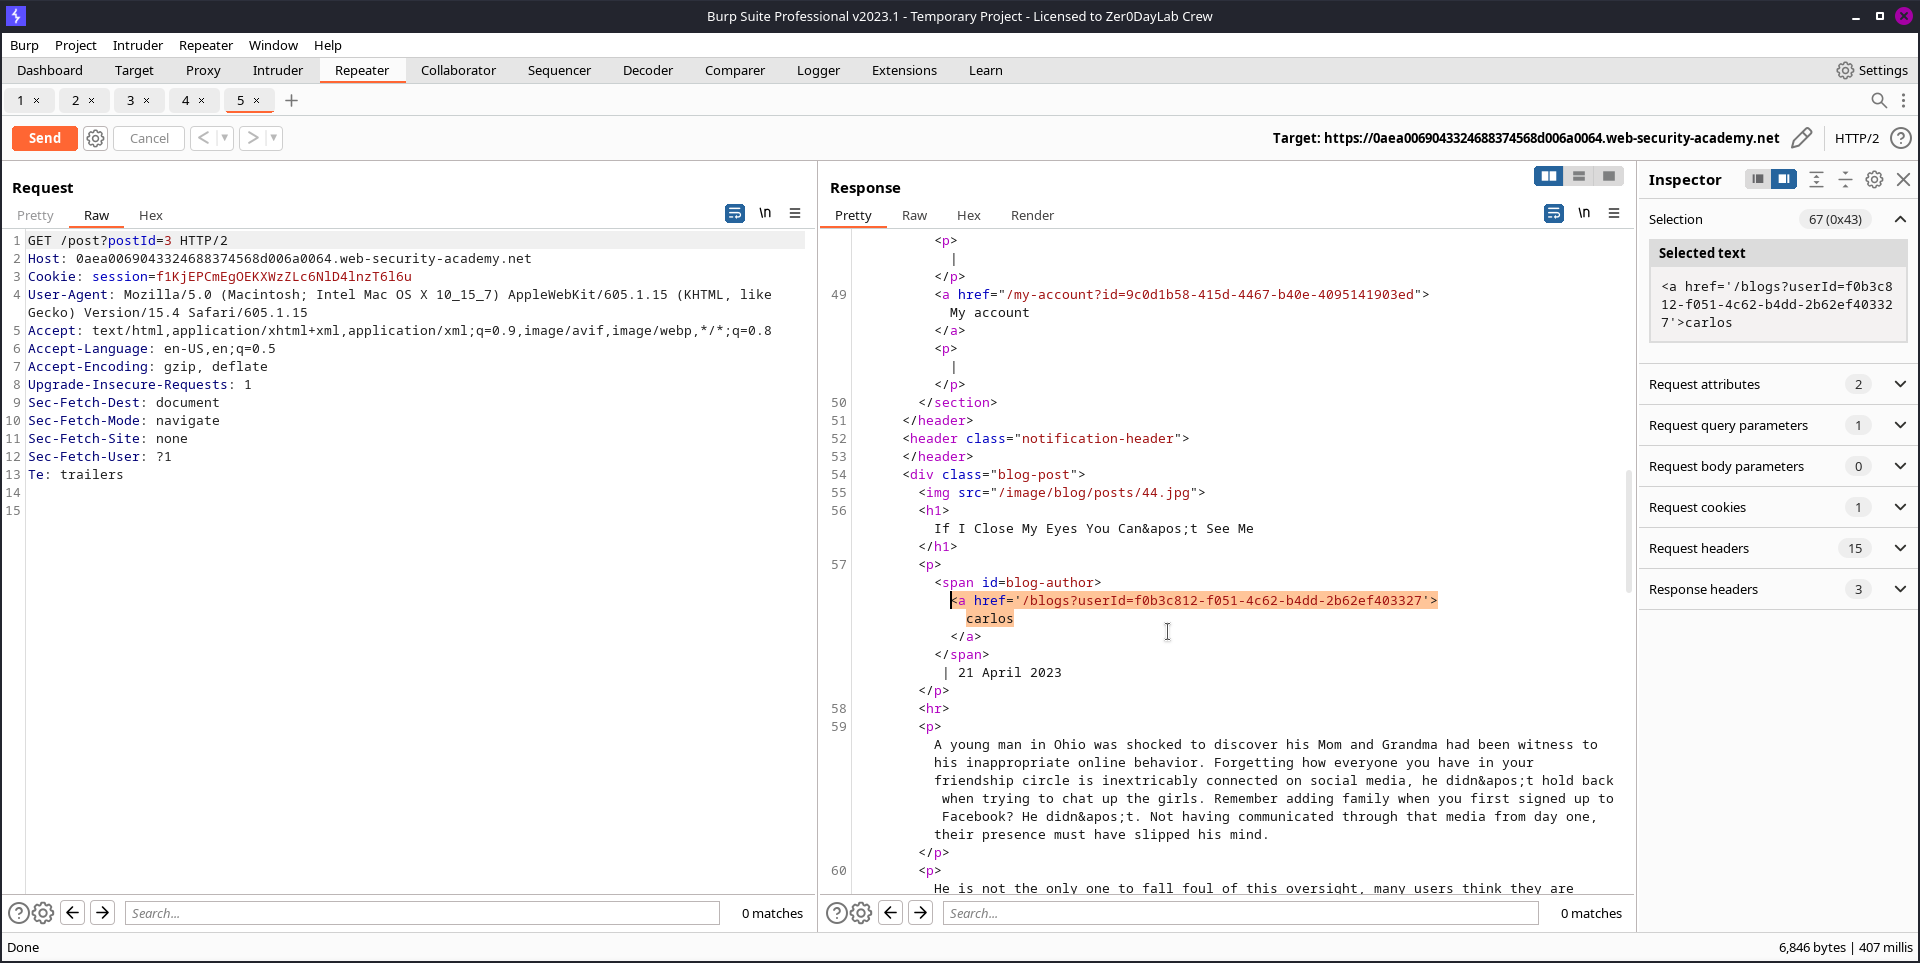 Burp Suite Professional v2023.1 - Temporary Project - Licensed to Zer0DayLab Crew
Burp Project Intruder Repeater Window Help
Dashboard Target Proxy Intruder Repeater Collaborator Sequencer Decoder Comparer Logger Extensions Learn Settings
1 × 2 × 3 × 4 × 5 × +
Send Cancel < > Target: https://0aea0069043324688374568d006a0064.web-security-academy.net HTTP/2 ?
Request
Pretty Raw Hex \n
1 GET /post?postId=3 HTTP/2
2 Host: 0aea0069043324688374568d006a0064.web-security-academy.net
3 Cookie: session=f1KjEPCmEgOEKXWzZLc6NlD4lnzT6l6u
4 User-Agent: Mozilla/5.0 (Macintosh; Intel Mac OS X 10_15_7) AppleWebKit/605.1.15 (KHTML, like
Gecko) Version/15.4 Safari/605.1.15
5 Accept: text/html,application/xhtml+xml,application/xml;q=0.9,image/avif,image/webp,*/*;q=0.8
6 Accept-Language: en-US,en;q=0.5
7 Accept-Encoding: gzip, deflate
8 Upgrade-Insecure-Requests: 1
9 Sec-Fetch-Dest: document
10 Sec-Fetch-Mode: navigate
11 Sec-Fetch-Site: none
12 Sec-Fetch-User: ?1
13 Te: trailers
14
15
Search...
0 matches
Response
Pretty Raw Hex Render \n
<p>
|
</p>
49 <a href="/my-account?id=9c0d1b58-415d-4467-b40e-4095141903ed">
My account
</a>
<p>
|
</p>
50 </section>
51 </header>
52 <header class="notification-header">
53 </header>
54 <div class="blog-post">
55 <img src="/image/blog/posts/44.jpg">
56 <h1>
If I Close My Eyes You Can&apos;t See Me
</h1>
57 <p>
<span id=blog-author>
<a href='/blogs?userId=f0b3c812-f051-4c62-b4dd-2b62ef403327'>
carlos
</a>
</span>
| 21 April 2023
</p>
58 <hr>
59 <p>
A young man in Ohio was shocked to discover his Mom and Grandma had been witness to
his inappropriate online behavior. Forgetting how everyone you have in your
friendship circle is inextricably connected on social media, he didn&apos;t hold back
when trying to chat up the girls. Remember adding family when you first signed up to
Facebook? He didn&apos;t. Not having communicated through that media from day one,
their presence must have slipped his mind.
</p>
60 <p>
He is not the only one to fall foul of this oversight, many users think they are
Search...
0 matches
Inspector
Selection 67 (0x43)
Selected text
<a href='/blogs?userId=f0b3c8
12-f051-4c62-b4dd-2b62ef40332
7'>carlos
Request attributes 2
Request query parameters 1
Request body parameters 0
Request cookies 1
Request headers 15
Response headers 3
Done
6,846 bytes | 407 millis